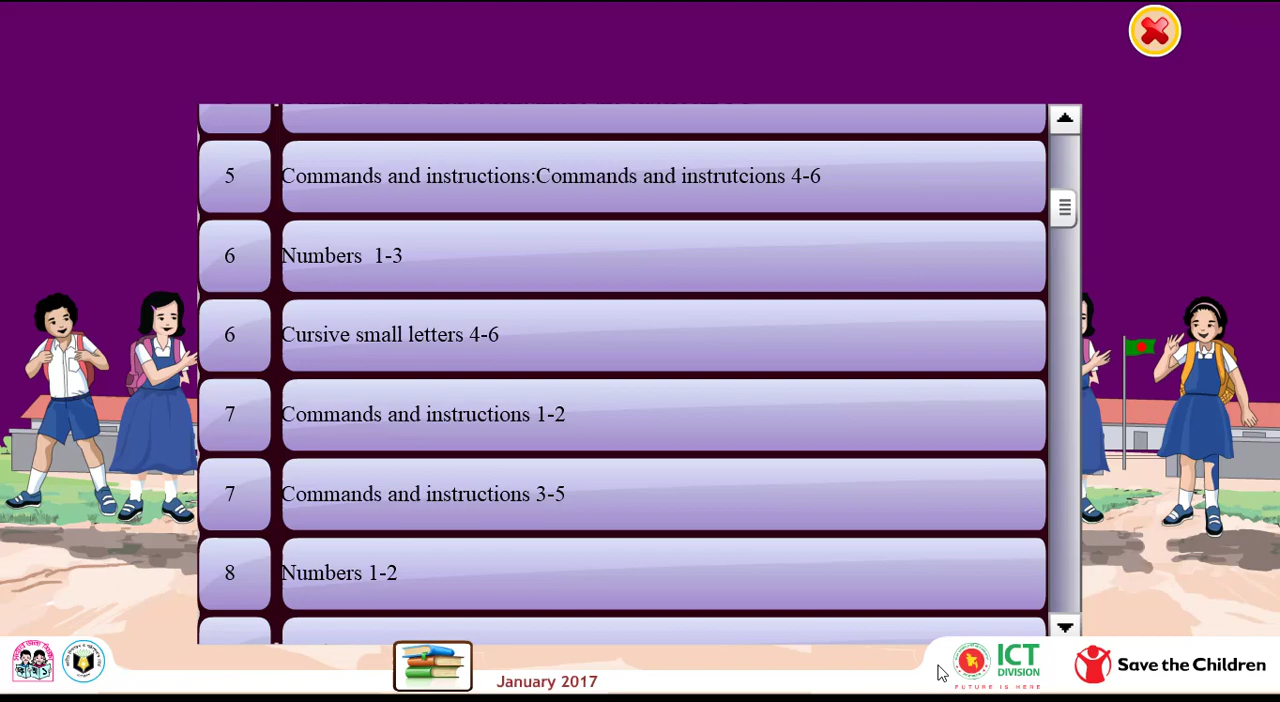 5 Commands and instructions:Commands and instrutcions 4-6
6 Numbers 1-3
6 Cursive small letters 4-6
7 Commands and instructions 1-2
7 Commands and instructions 3-5
8 Numbers 1-2
January 2017
ICT
DIVISION
FUTURE IS HERE
Save the Children